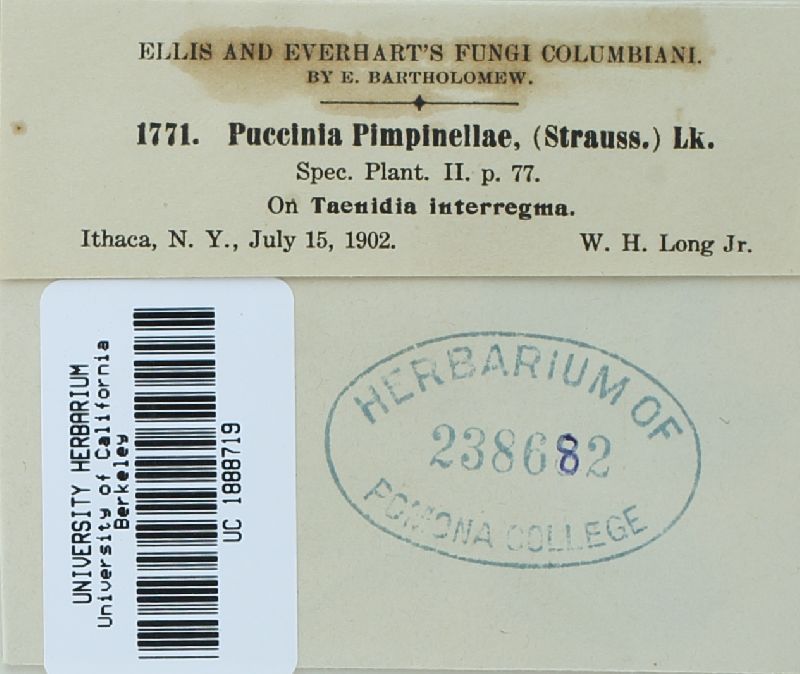 ELLIS AND EVERHART'S FUNGI COLUMBIANI.
BY E. BARTHOLOMEW.
1771. Puccinia Pimpinellae, (Strauss.) Lk.
Spec. Plant. II. p. 77.
On Taenidia interregma.
Ithaca, N. Y., July 15, 1902. W. H. Long Jr.
UNIVERSITY HERBARIUM
University of California
Berkeley
UC 1888719
HERBARIUM OF
238682
POMONA COLLEGE